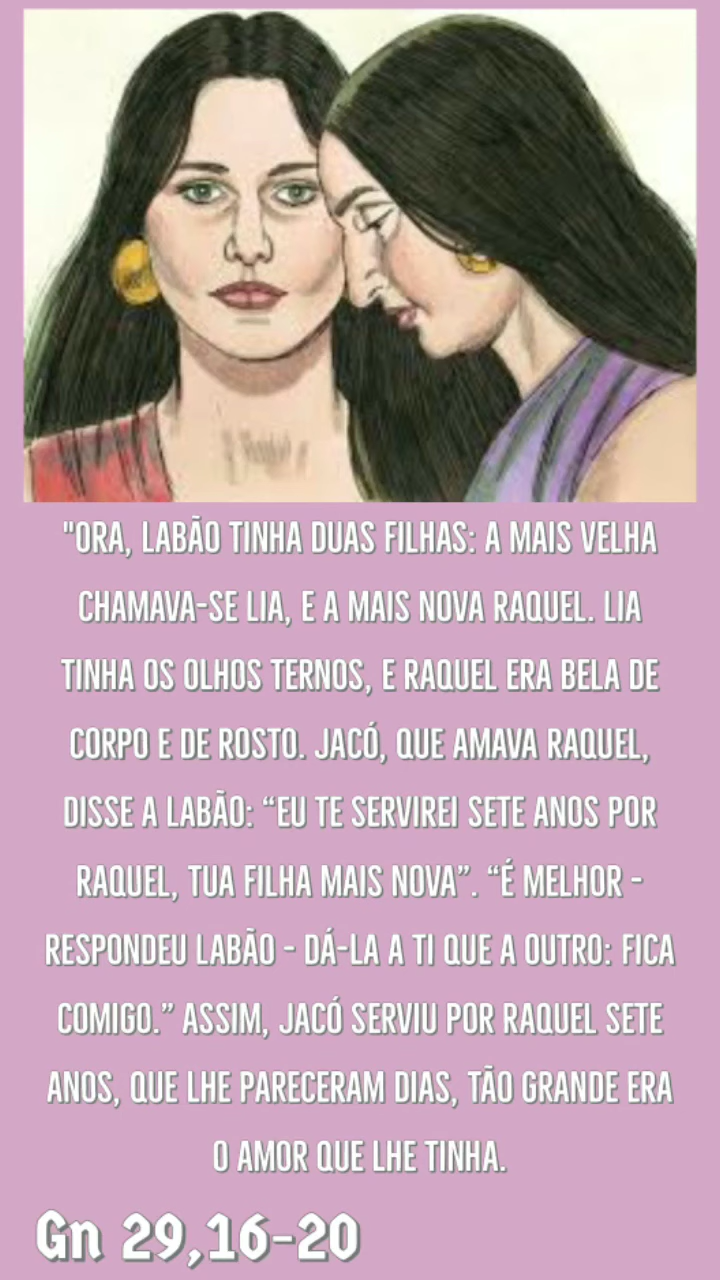 "ORA, LABÃO TINHA DUAS FILHAS: A MAIS VELHA
CHAMAVA-SE LIA, E A MAIS NOVA RAQUEL. LIA
TINHA OS OLHOS TERNOS, E RAQUEL ERA BELA DE
CORPO E DE ROSTO. JACÓ, QUE AMAVA RAQUEL,
DISSE A LABÃO: “EU TE SERVIREI SETE ANOS POR
RAQUEL, TUA FILHA MAIS NOVA”. “É MELHOR -
RESPONDEU LABÃO - DÁ-LA A TI QUE A OUTRO: FICA
COMIGO.” ASSIM, JACÓ SERVIU POR RAQUEL SETE
ANOS, QUE LHE PARECERAM DIAS, TÃO GRANDE ERA
O AMOR QUE LHE TINHA.
Gn 29,16-20